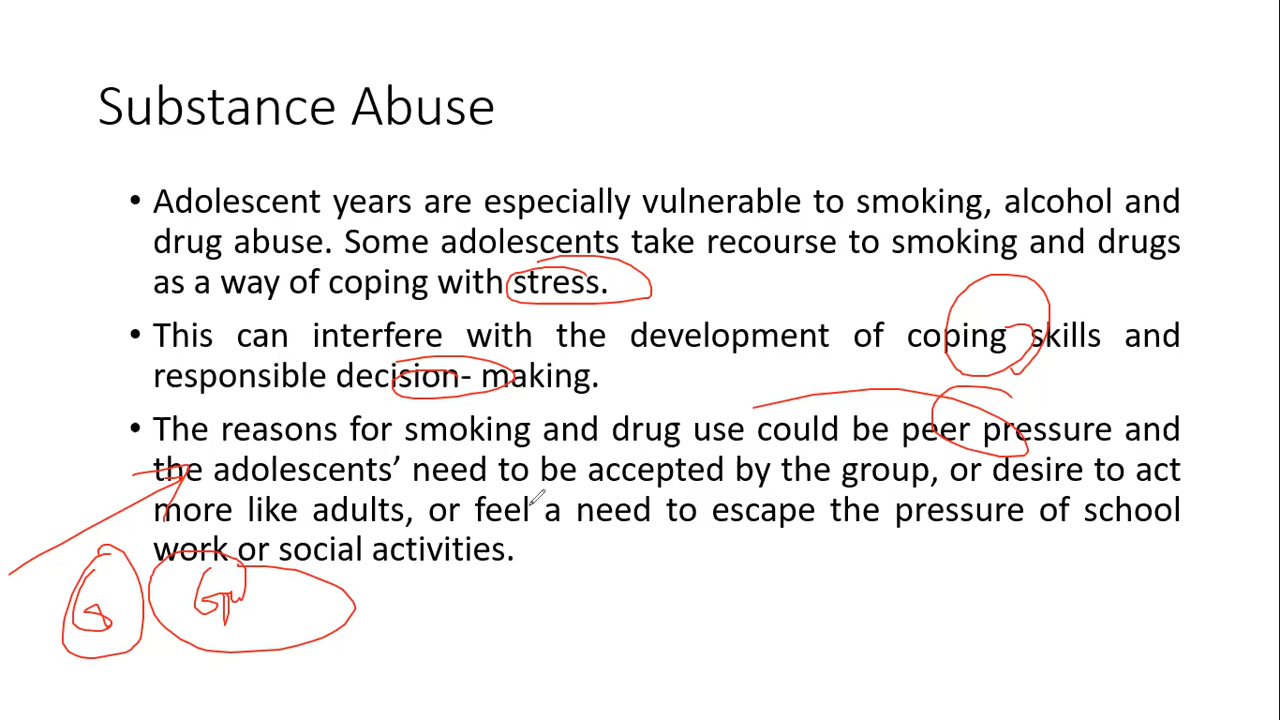 Substance Abuse
• Adolescent years are especially vulnerable to smoking, alcohol and
drug abuse. Some adolescents take recourse to smoking and drugs
as a way of coping with stress.
• This can interfere with the development of coping skills and
responsible decision- making.
• The reasons for smoking and drug use could be peer pressure and
the adolescents’ need to be accepted by the group, or desire to act
more like adults, or feel a need to escape the pressure of school
work or social activities.